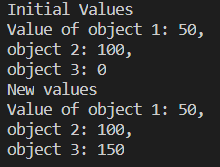 Initial Values
Value of object 1: 50,
object 2: 100,
object 3: 0
New values
Value of object 1: 50,
object 2: 100,
object 3: 150